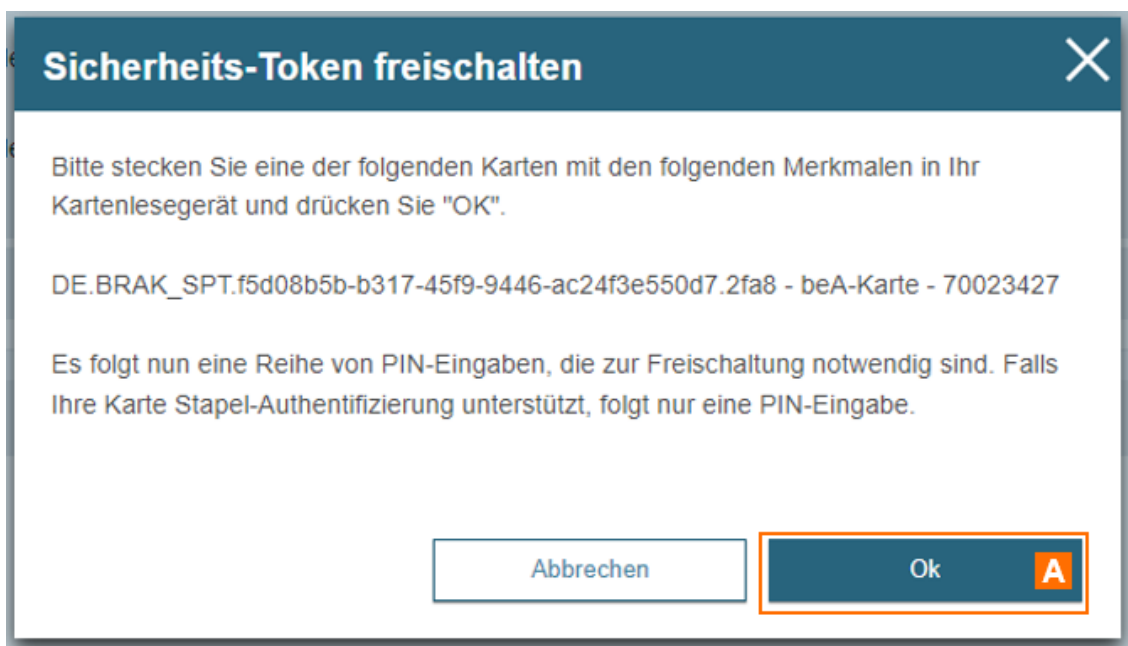 Sicherheits-Token freischalten
Bitte stecken Sie eine der folgenden Karten mit den folgenden Merkmalen in Ihr
Kartenlesegerät und drücken Sie "OK".
DE.BRAK_SPT.f5d08b5b-b317-45f9-9446-ac24f3e550d7.2fa8 - beA-Karte - 70023427
Es folgt nun eine Reihe von PIN-Eingaben, die zur Freischaltung notwendig sind. Falls
Ihre Karte Stapel-Authentifizierung unterstützt, folgt nur eine PIN-Eingabe.
Abbrechen
Ok A